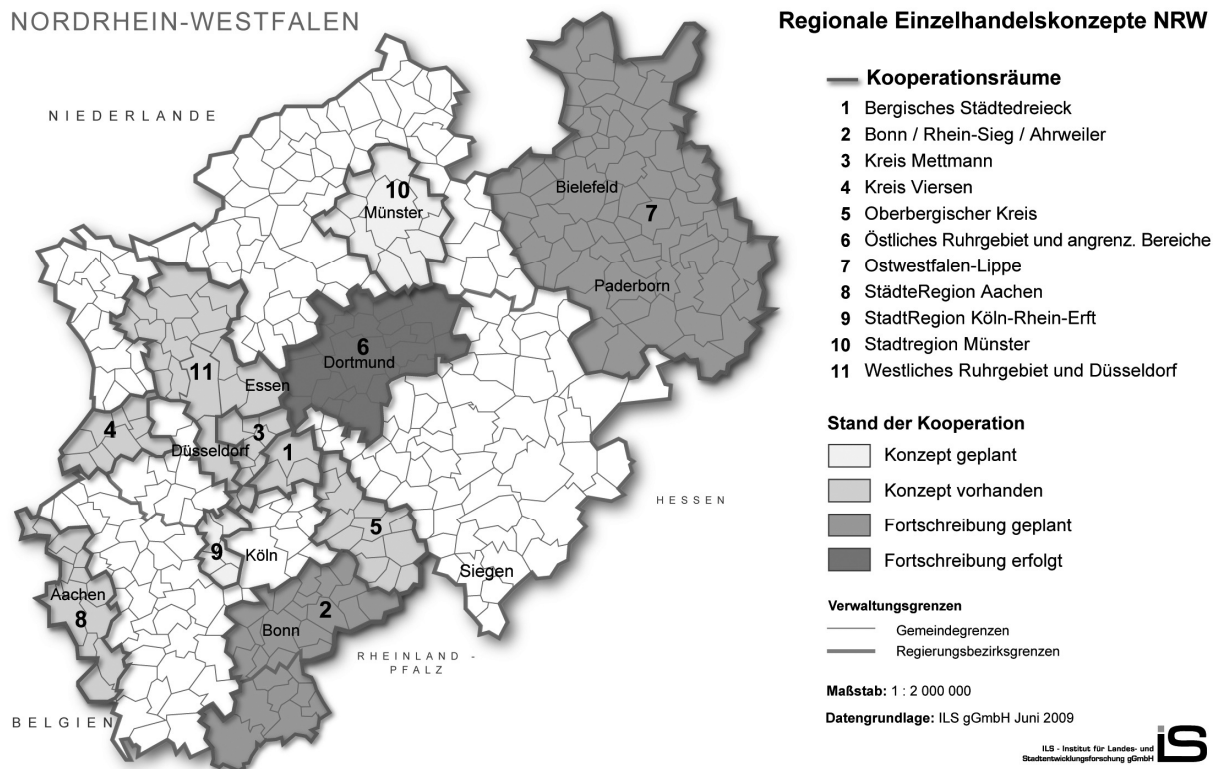 NORDRHEIN-WESTFALEN
Regionale Einzelhandelskonzepte NRW
NIEDERLANDE
Kooperationsräume
1 Bergisches Städtedreieck
2 Bonn / Rhein-Sieg / Ahrweiler
3 Kreis Mettmann
4 Kreis Viersen
5 Oberbergischer Kreis
6 Östliches Ruhrgebiet und angrenz. Bereiche
7 Ostwestfalen-Lippe
8 StädteRegion Aachen
9 StadtRegion Köln-Rhein-Erft
10 Stadtregion Münster
11 Westliches Ruhrgebiet und Düsseldorf
10
Münster
Bielefeld
7
Paderborn
6
Dortmund
11
Essen
4
3
Düsseldorf
1
5
9
Köln
Siegen
Aachen
8
2
Bonn
HESSEN
RHEINLAND -
PFALZ
BELGIEN
Stand der Kooperation
Konzept geplant
Konzept vorhanden
Fortschreibung geplant
Fortschreibung erfolgt
Verwaltungsgrenzen
Gemeindegrenzen
Regierungsbezirksgrenzen
Maßstab: 1 : 2 000 000
Datengrundlage: ILS gGmbH Juni 2009
ILS - Institut für Landes- und
Stadtentwicklungsforschung gGmbH
iLS